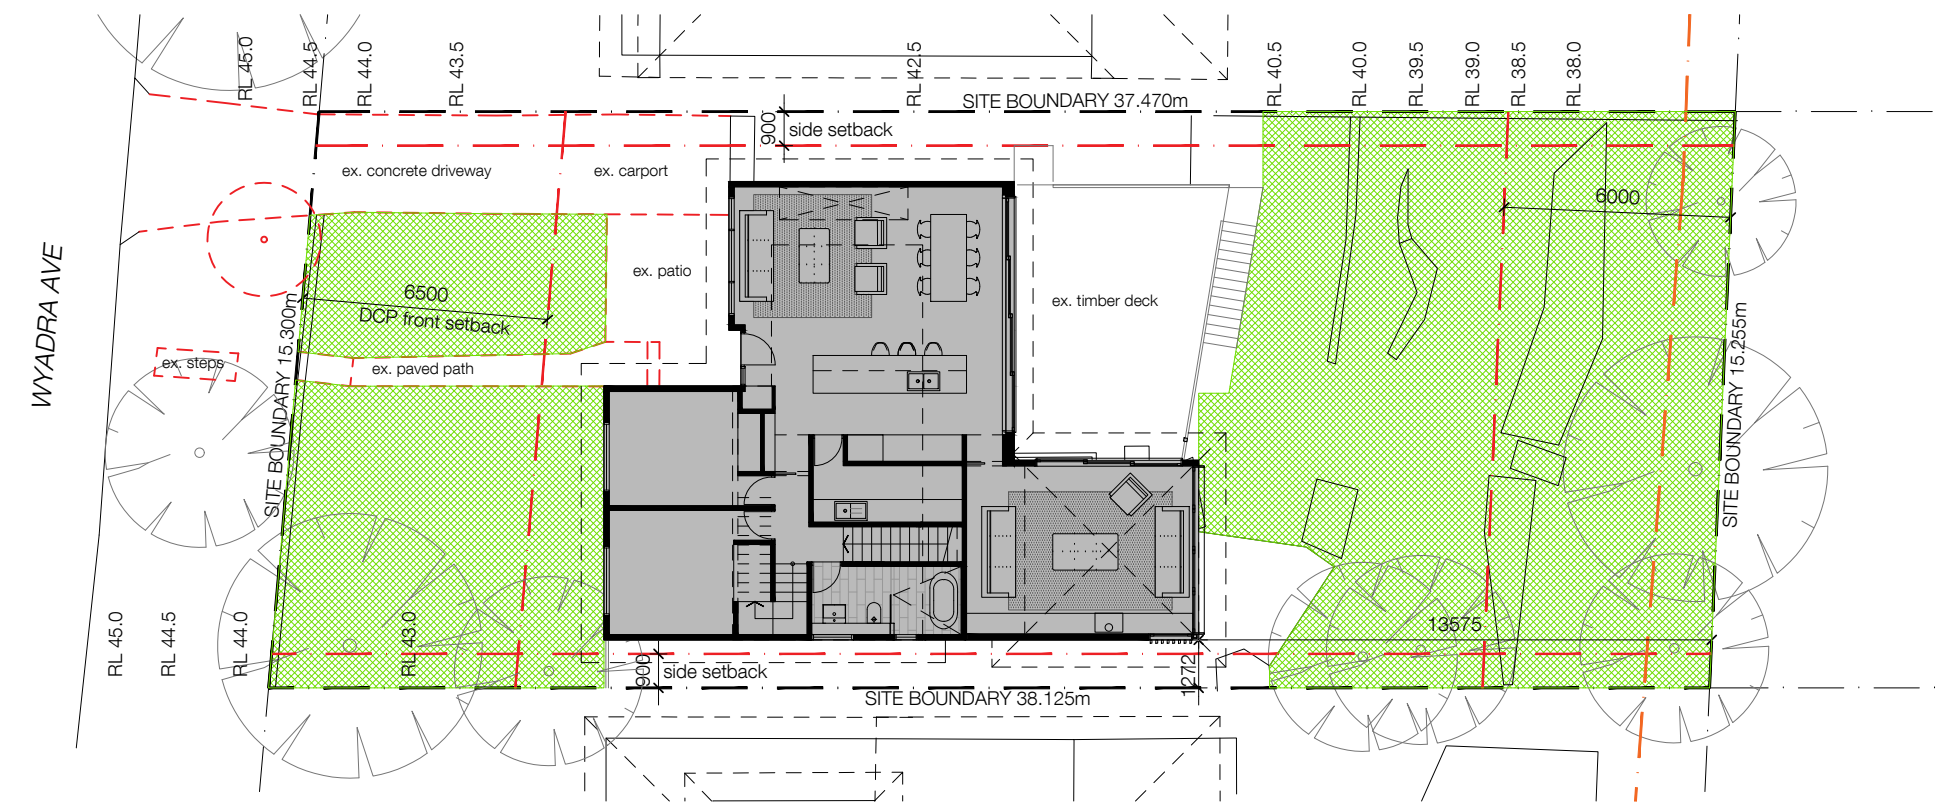 RL 45.0
RL 44.5
RL 44.0
RL 43.5
RL 42.5
RL 40.5
RL 40.0
RL 39.5
RL 39.0
RL 38.5
RL 38.0
SITE BOUNDARY 37.470m
900
side setback
ex. concrete driveway
ex. carport
6000
WYADRA AVE
ex. patio
6500
DCP front setback
ex. timber deck
SITE BOUNDARY 15.300m
SITE BOUNDARY 15.255m
ex. steps
ex. paved path
RL 45.0
RL 44.5
RL 44.0
RL 43.0
13575
900
side setback
1272
SITE BOUNDARY 38.125m